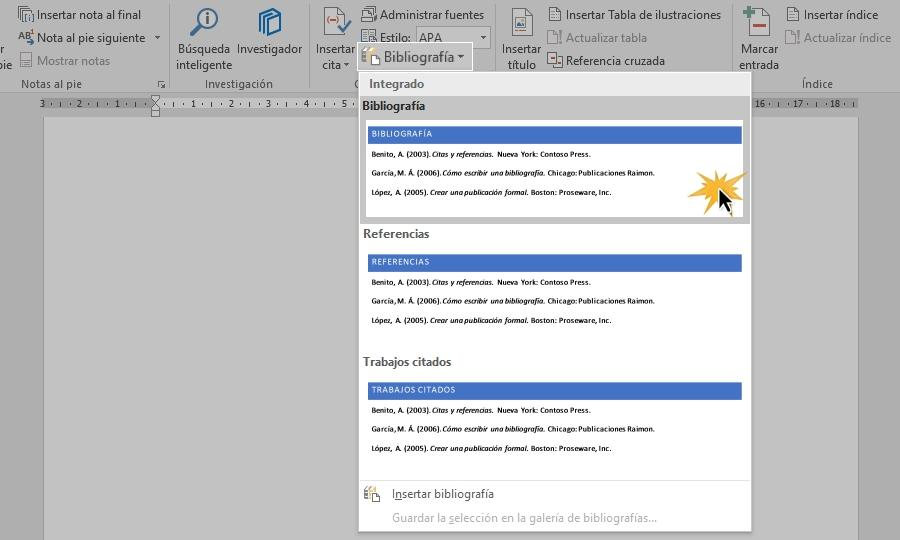 Insertar nota al final
Nota al pie siguiente
Mostrar notas
Notas al pie
Búsqueda
inteligente
Investigador
Investigación
Insertar
cita
Administrar fuentes
Estilo: APA
Bibliografía
Insertar
título
Insertar Tabla de ilustraciones
Actualizar tabla
Referencia cruzada
Marcar
entrada
Insertar índice
Actualizar índice
Índice
3 2 1 1 2 3 4 5 16 17 18
Integrado
Bibliografía
BIBLIOGRAFÍA
Benito, A. (2003). Citas y referencias. Nueva York: Contoso Press.
García, M. Á. (2006). Cómo escribir una bibliografía. Chicago: Publicaciones Raimon.
López, A. (2005). Crear una publicación formal. Boston: Proseware, Inc.
Referencias
REFERENCIAS
Benito, A. (2003). Citas y referencias. Nueva York: Contoso Press.
García, M. Á. (2006). Cómo escribir una bibliografía. Chicago: Publicaciones Raimon.
López, A. (2005). Crear una publicación formal. Boston: Proseware, Inc.
Trabajos citados
TRABAJOS CITADOS
Benito, A. (2003). Citas y referencias. Nueva York: Contoso Press.
García, M. Á. (2006). Cómo escribir una bibliografía. Chicago: Publicaciones Raimon.
López, A. (2005). Crear una publicación formal. Boston: Proseware, Inc.
Insertar bibliografía
Guardar la selección en la galería de bibliografías...